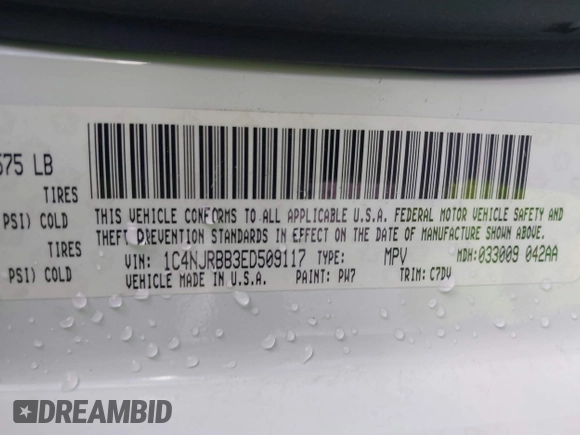 575 LB
TIRES
PSI) COLD
TIRES
PSI) COLD
THIS VEHICLE CONFORMS TO ALL APPLICABLE U.S.A. FEDERAL MOTOR VEHICLE SAFETY AND
THEFT PREVENTION STANDARDS IN EFFECT ON THE DATE OF MANUFACTURE SHOWN ABOVE.
VIN: 1C4NJRBB3ED509117 TYPE: MPV MDH:033009 042AA
VEHICLE MADE IN U.S.A. PAINT: PW7 TRIM: C7DV
DREAMBID